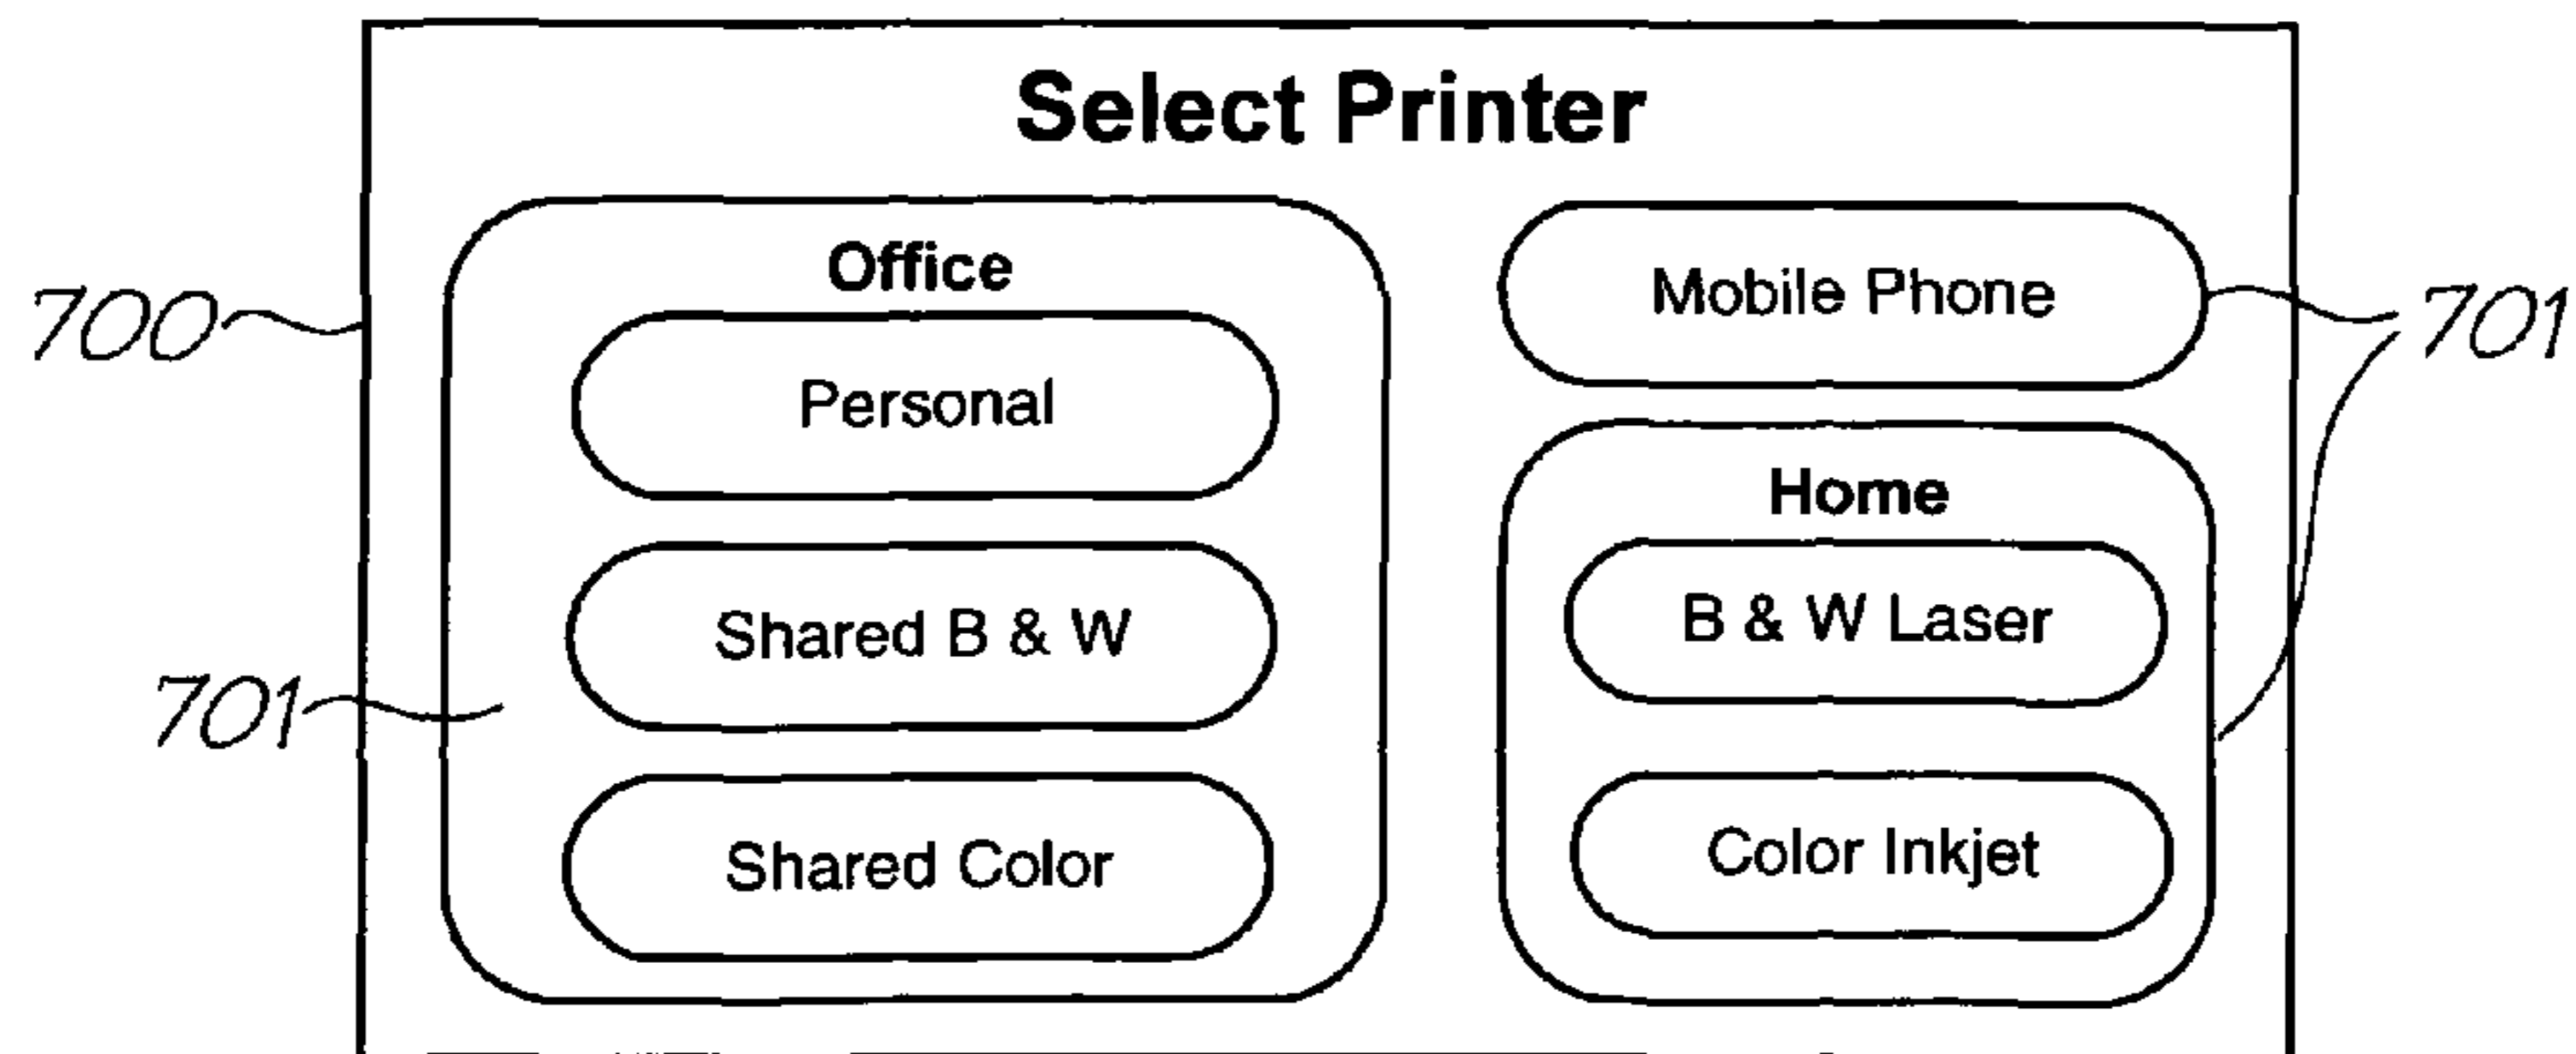 Select Printer
Office
Personal
Shared B & W
Shared Color
Mobile Phone
Home
B & W Laser
Color Inkjet
700
701
701